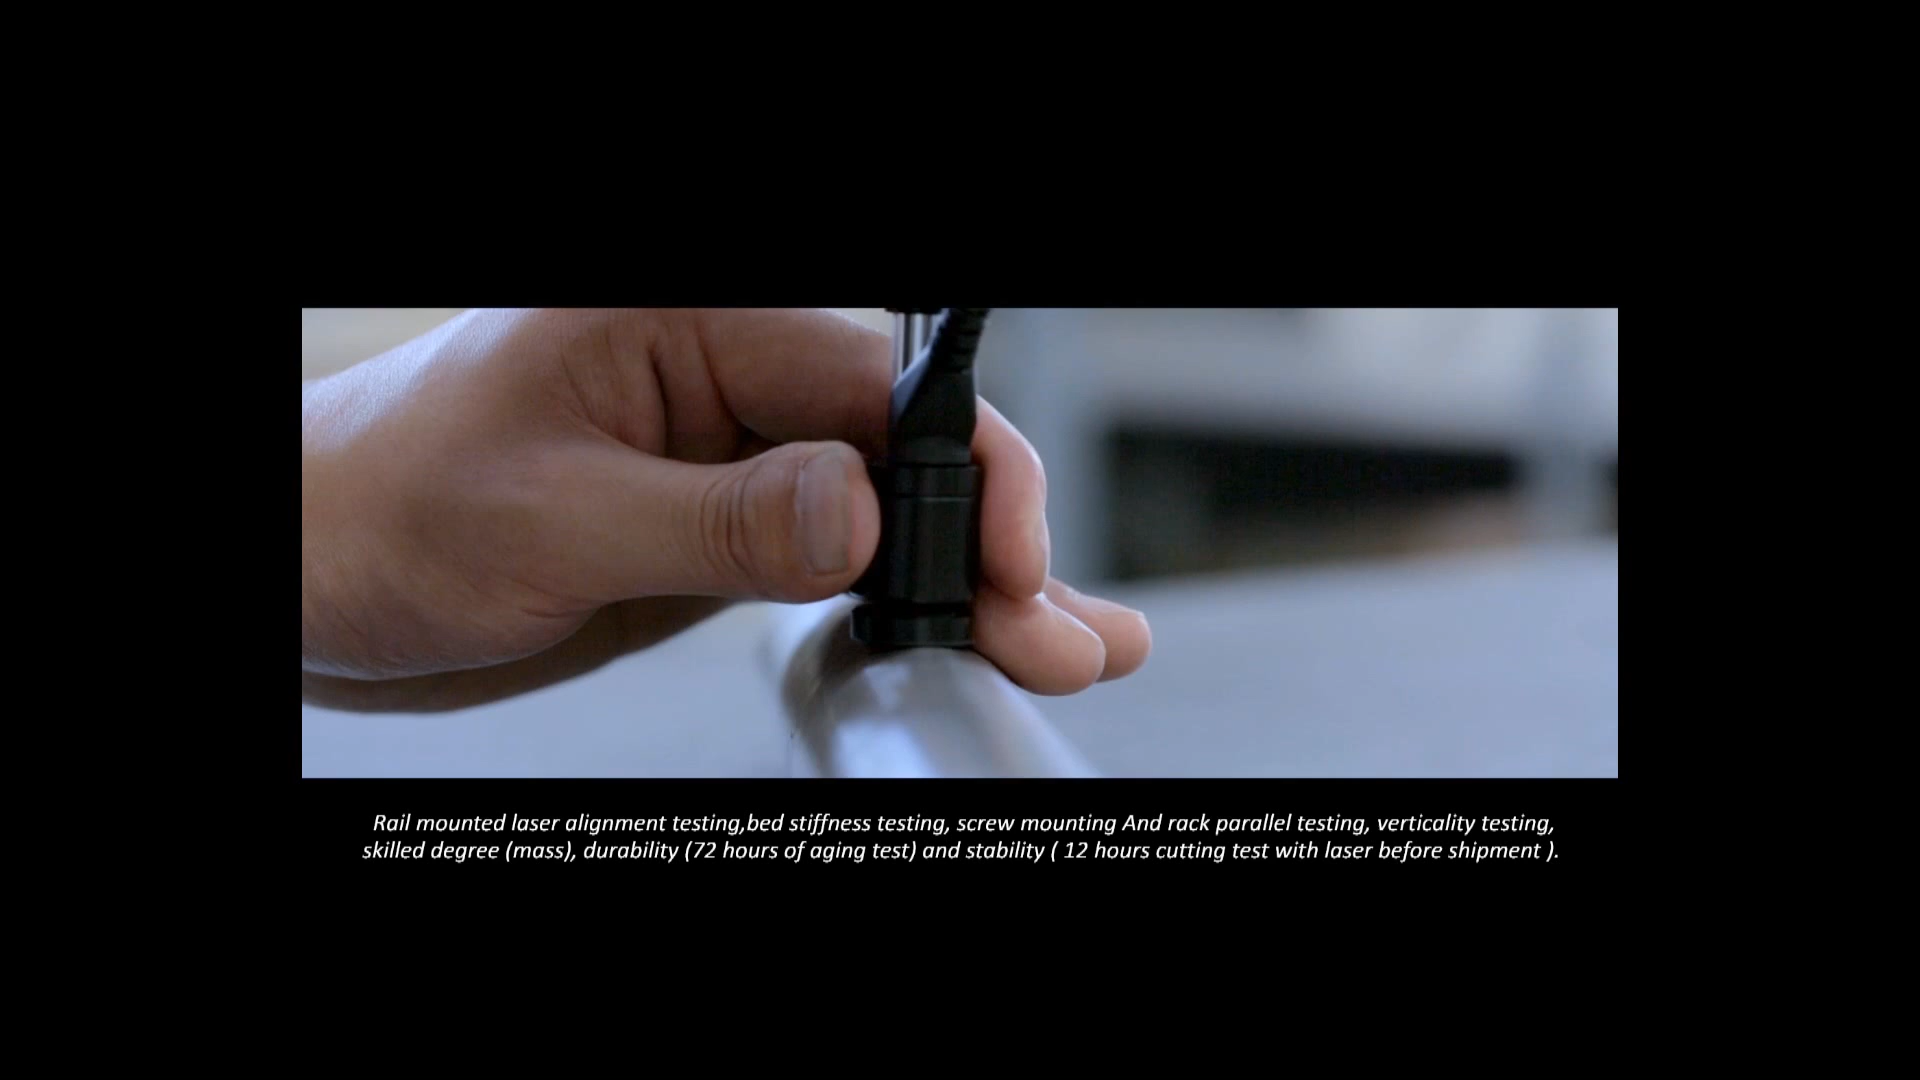 Rail mounted laser alignment testing,bed stiffness testing, screw mounting And rack parallel testing, verticality testing,
skilled degree (mass), durability (72 hours of aging test) and stability ( 12 hours cutting test with laser before shipment ).